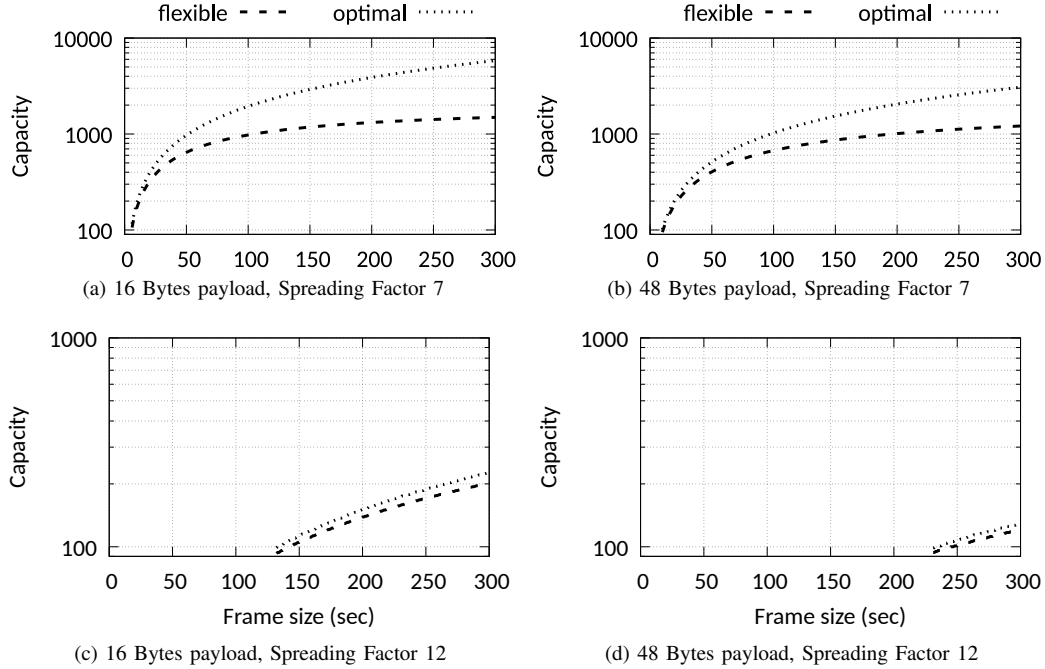 flexible optimal
flexible optimal
10000
1000
100
Capacity
0 50 100 150 200 250 300
(a) 16 Bytes payload, Spreading Factor 7
10000
1000
100
Capacity
0 50 100 150 200 250 300
(b) 48 Bytes payload, Spreading Factor 7
1000
100
Capacity
0 50 100 150 200 250 300
Frame size (sec)
(c) 16 Bytes payload, Spreading Factor 12
1000
100
Capacity
0 50 100 150 200 250 300
Frame size (sec)
(d) 48 Bytes payload, Spreading Factor 12